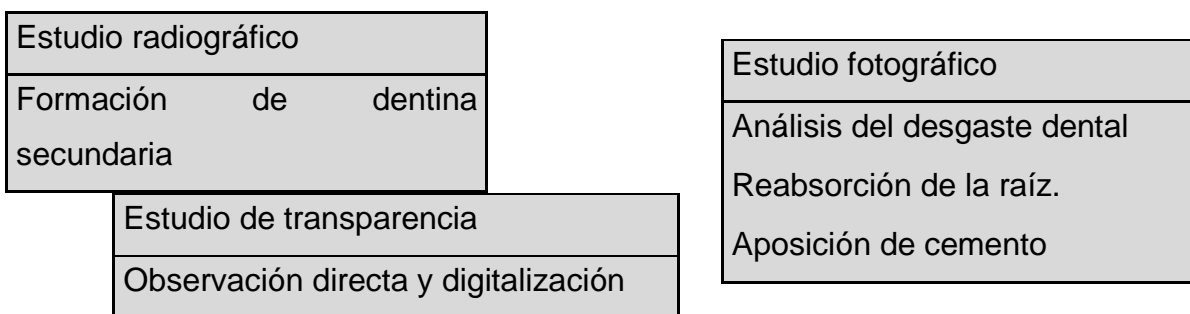 Estudio radiográfico
Formación de dentina
secundaria
Estudio de transparencia
Observación directa y digitalización
Estudio fotográfico
Análisis del desgaste dental
Reabsorción de la raíz.
Aposición de cemento